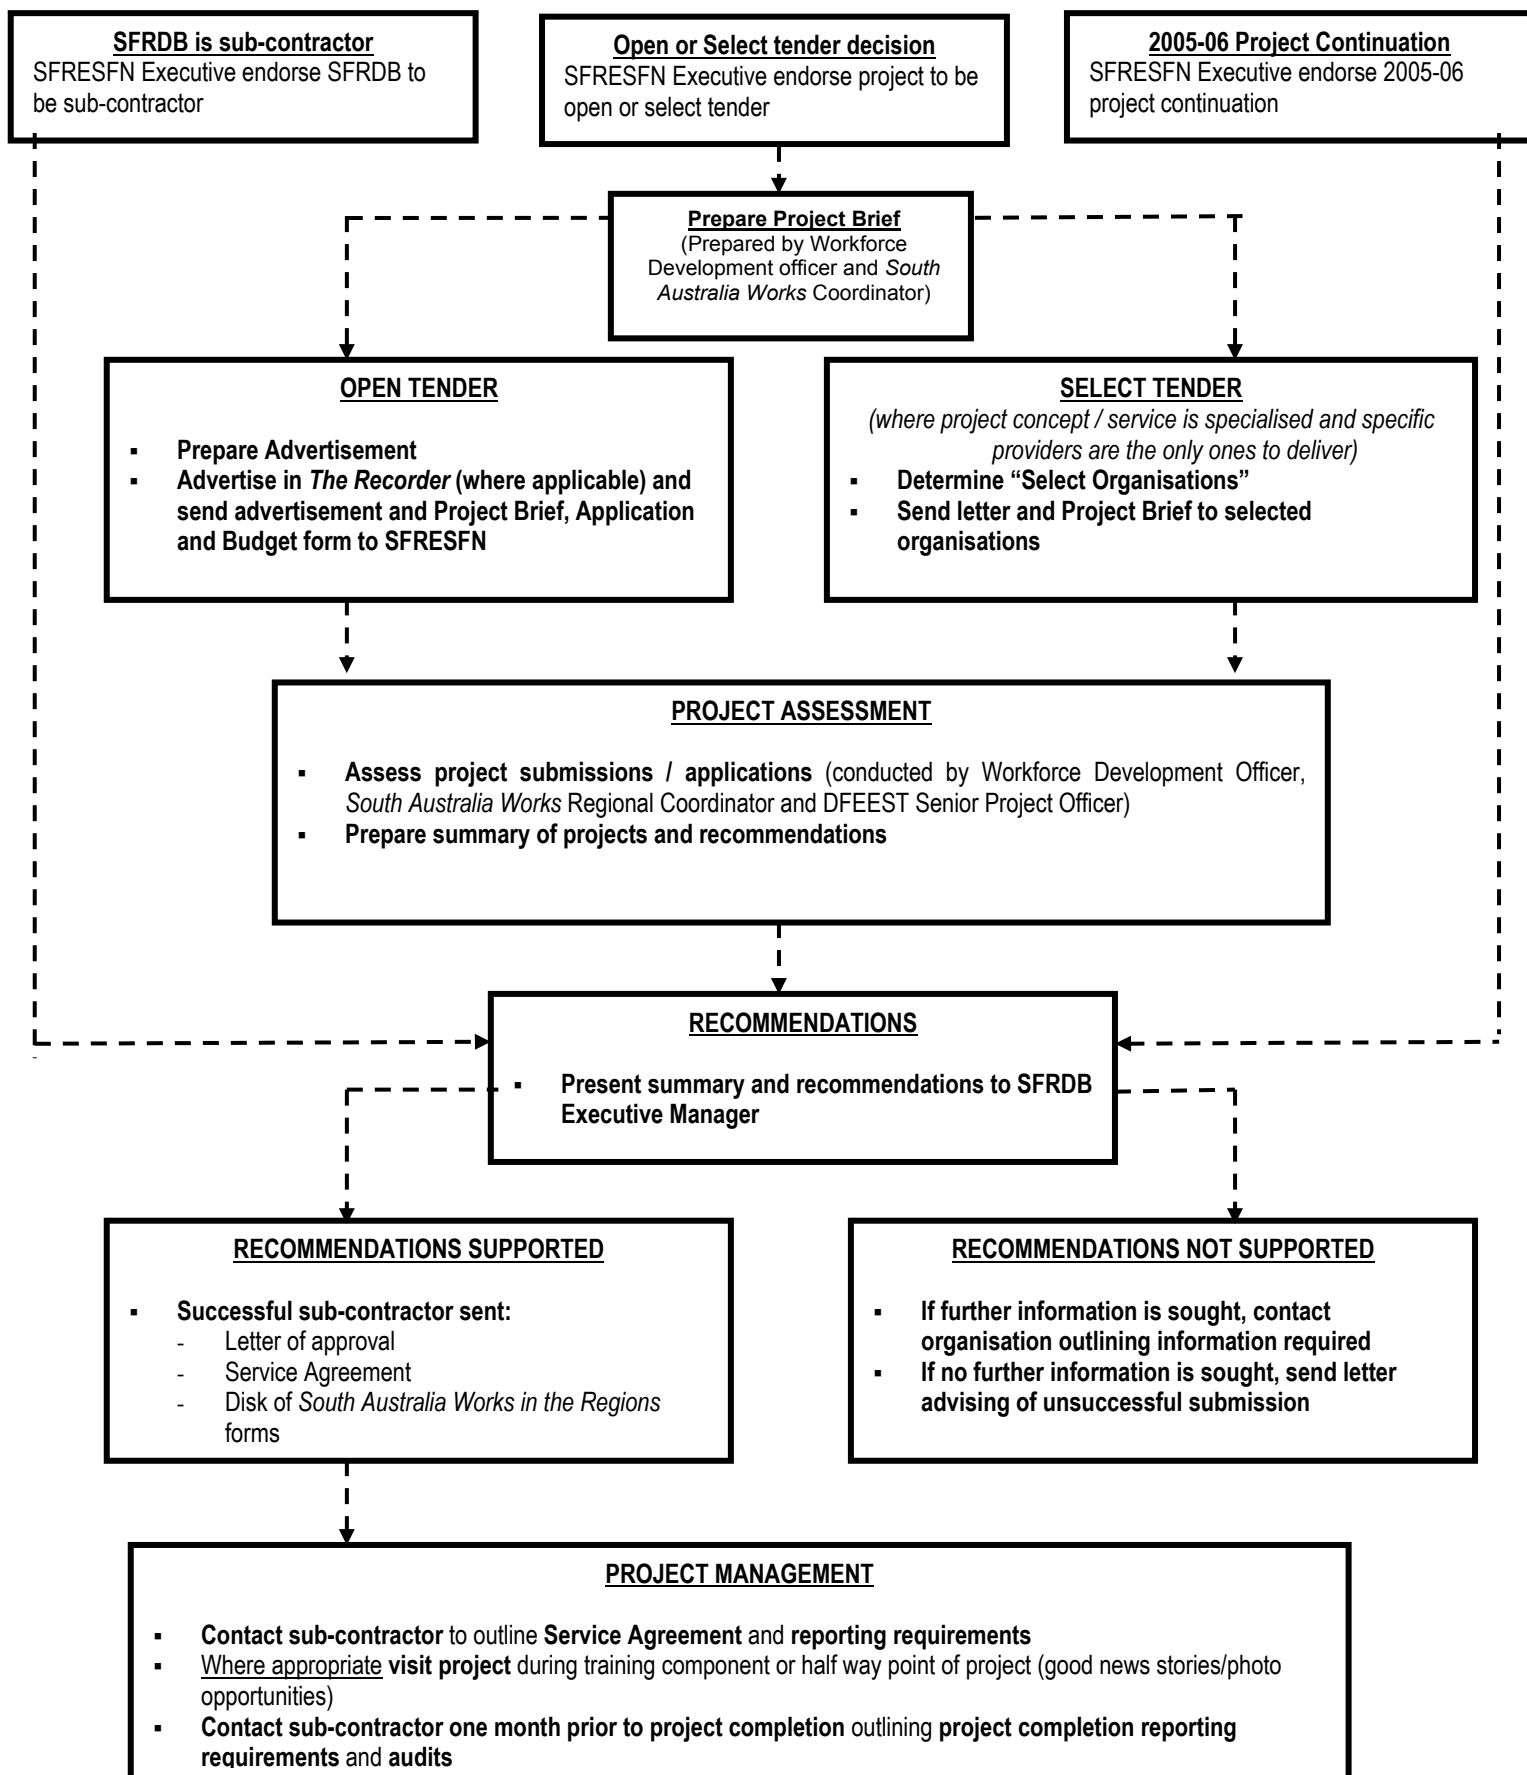 SFRDB is sub-contractor
SFRESFN Executive endorse SFRDB to
be sub-contractor
Open or Select tender decision
SFRESFN Executive endorse project to be
open or select tender
2005-06 Project Continuation
SFRESFN Executive endorse 2005-06
project continuation
Prepare Project Brief
(Prepared by Workforce
Development officer and South
Australia Works Coordinator)
OPEN TENDER
▪ Prepare Advertisement
▪ Advertise in The Recorder (where applicable) and
send advertisement and Project Brief, Application
and Budget form to SFRESFN
SELECT TENDER
(where project concept / service is specialised and specific
providers are the only ones to deliver)
▪ Determine “Select Organisations”
▪ Send letter and Project Brief to selected
organisations
PROJECT ASSESSMENT
▪ Assess project submissions / applications (conducted by Workforce Development Officer,
South Australia Works Regional Coordinator and DFEEST Senior Project Officer)
▪ Prepare summary of projects and recommendations
RECOMMENDATIONS
▪ Present summary and recommendations to SFRDB
Executive Manager
RECOMMENDATIONS SUPPORTED
▪ Successful sub-contractor sent:
- Letter of approval
- Service Agreement
- Disk of South Australia Works in the Regions
forms
RECOMMENDATIONS NOT SUPPORTED
▪ If further information is sought, contact
organisation outlining information required
▪ If no further information is sought, send letter
advising of unsuccessful submission
PROJECT MANAGEMENT
▪ Contact sub-contractor to outline Service Agreement and reporting requirements
▪ Where appropriate visit project during training component or half way point of project (good news stories/photo
opportunities)
▪ Contact sub-contractor one month prior to project completion outlining project completion reporting
requirements and audits